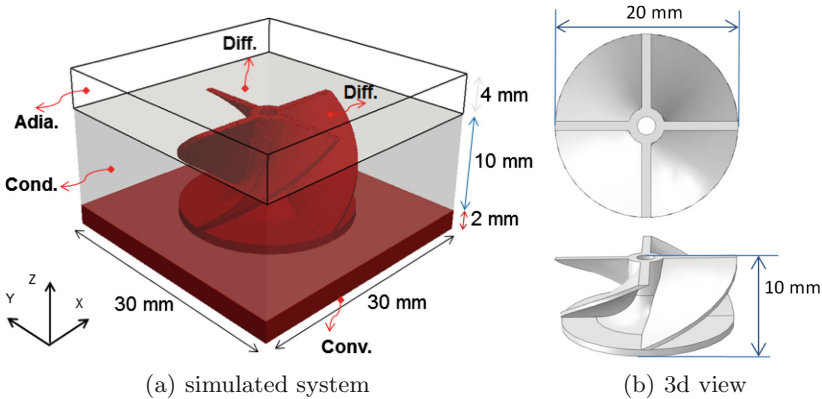 Diff.
Diff.
Adia.
4 mm
10 mm
Cond.
2 mm
Z
Y
X
30 mm
30 mm
Conv.
(a) simulated system
20 mm
10 mm
(b) 3d view